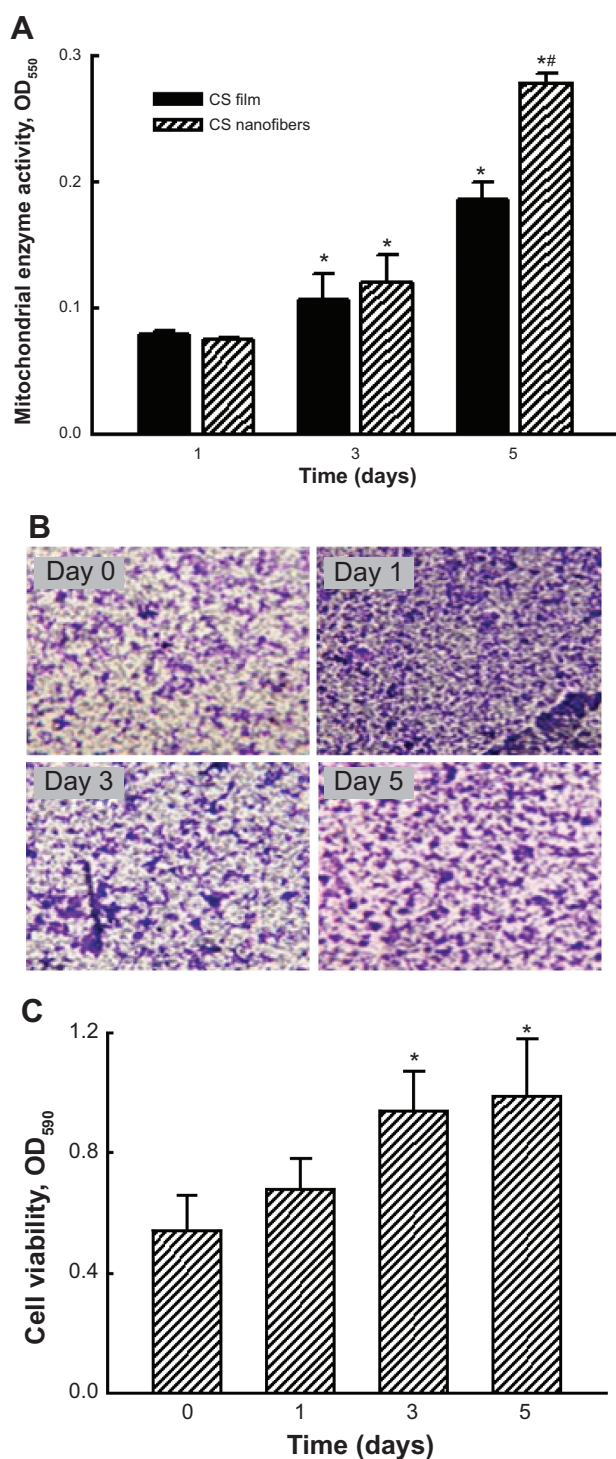 A
Mitochondrial enzyme activity, OD550
0.3
0.2
0.1
0.0
CS film
CS nanofibers
*
*
*
*#
1 3 5
Time (days)
B
Day 0 Day 1
Day 3 Day 5
C
Cell viability, OD590
1.2
0.8
0.4
0.0
*
*
0 1 3 5
Time (days)